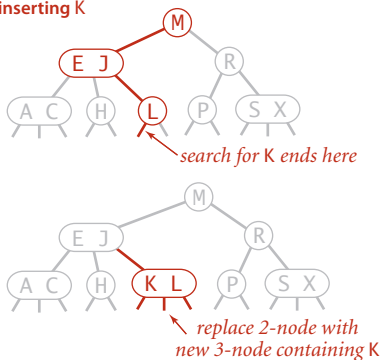 inserting K
M
E J
R
A C
H
L
P
S X
search for K ends here
M
E J
R
A C
H
K L
P
S X
replace 2-node with
new 3-node containing K